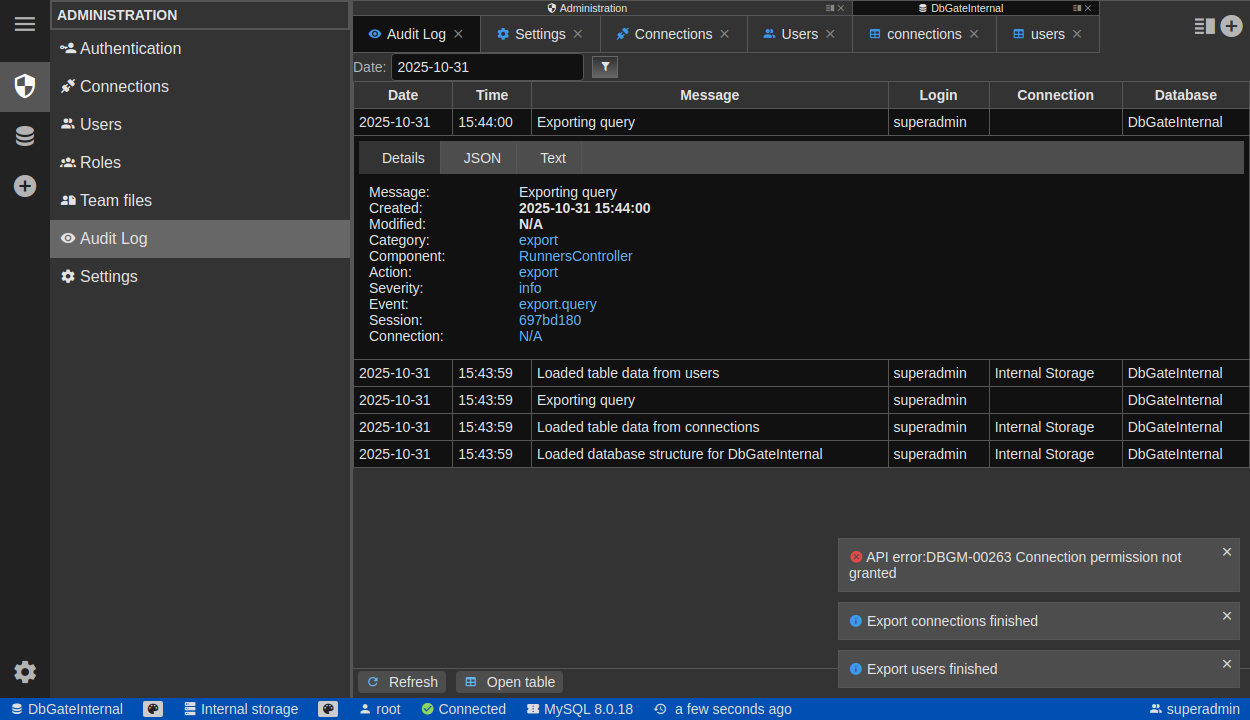 ADMINISTRATION
Authentication
Connections
Users
Roles
Team files
Audit Log
Settings
Administration
DbGateInternal
Audit Log
Settings
Connections
Users
connections
users
Date: 2025-10-31
Date Time Message Login Connection Database
2025-10-31 15:44:00 Exporting query superadmin DbGateInternal
Details JSON Text
Message: Exporting query
Created: 2025-10-31 15:44:00
Modified: N/A
Category: export
Component: RunnersController
Action: export
Severity: info
Event: export.query
Session: 697bd180
Connection: N/A
2025-10-31 15:43:59 Loaded table data from users superadmin Internal Storage DbGateInternal
2025-10-31 15:43:59 Exporting query superadmin DbGateInternal
2025-10-31 15:43:59 Loaded table data from connections superadmin Internal Storage DbGateInternal
2025-10-31 15:43:59 Loaded database structure for DbGateInternal superadmin Internal Storage DbGateInternal
API error:DBGM-00263 Connection permission not
granted
Export connections finished
Export users finished
Refresh Open table
DbGateInternal Internal storage root Connected MySQL 8.0.18 a few seconds ago superadmin